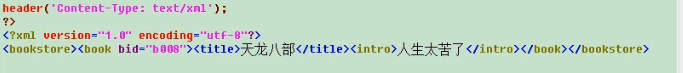 header('Content-Type: text/xml');
?>
<?xml version="1.0" encoding="utf-8"?>
<bookstore><book bid="b008"><title>天龙八部</title><intro>人生太苦了</intro></book></bookstore>